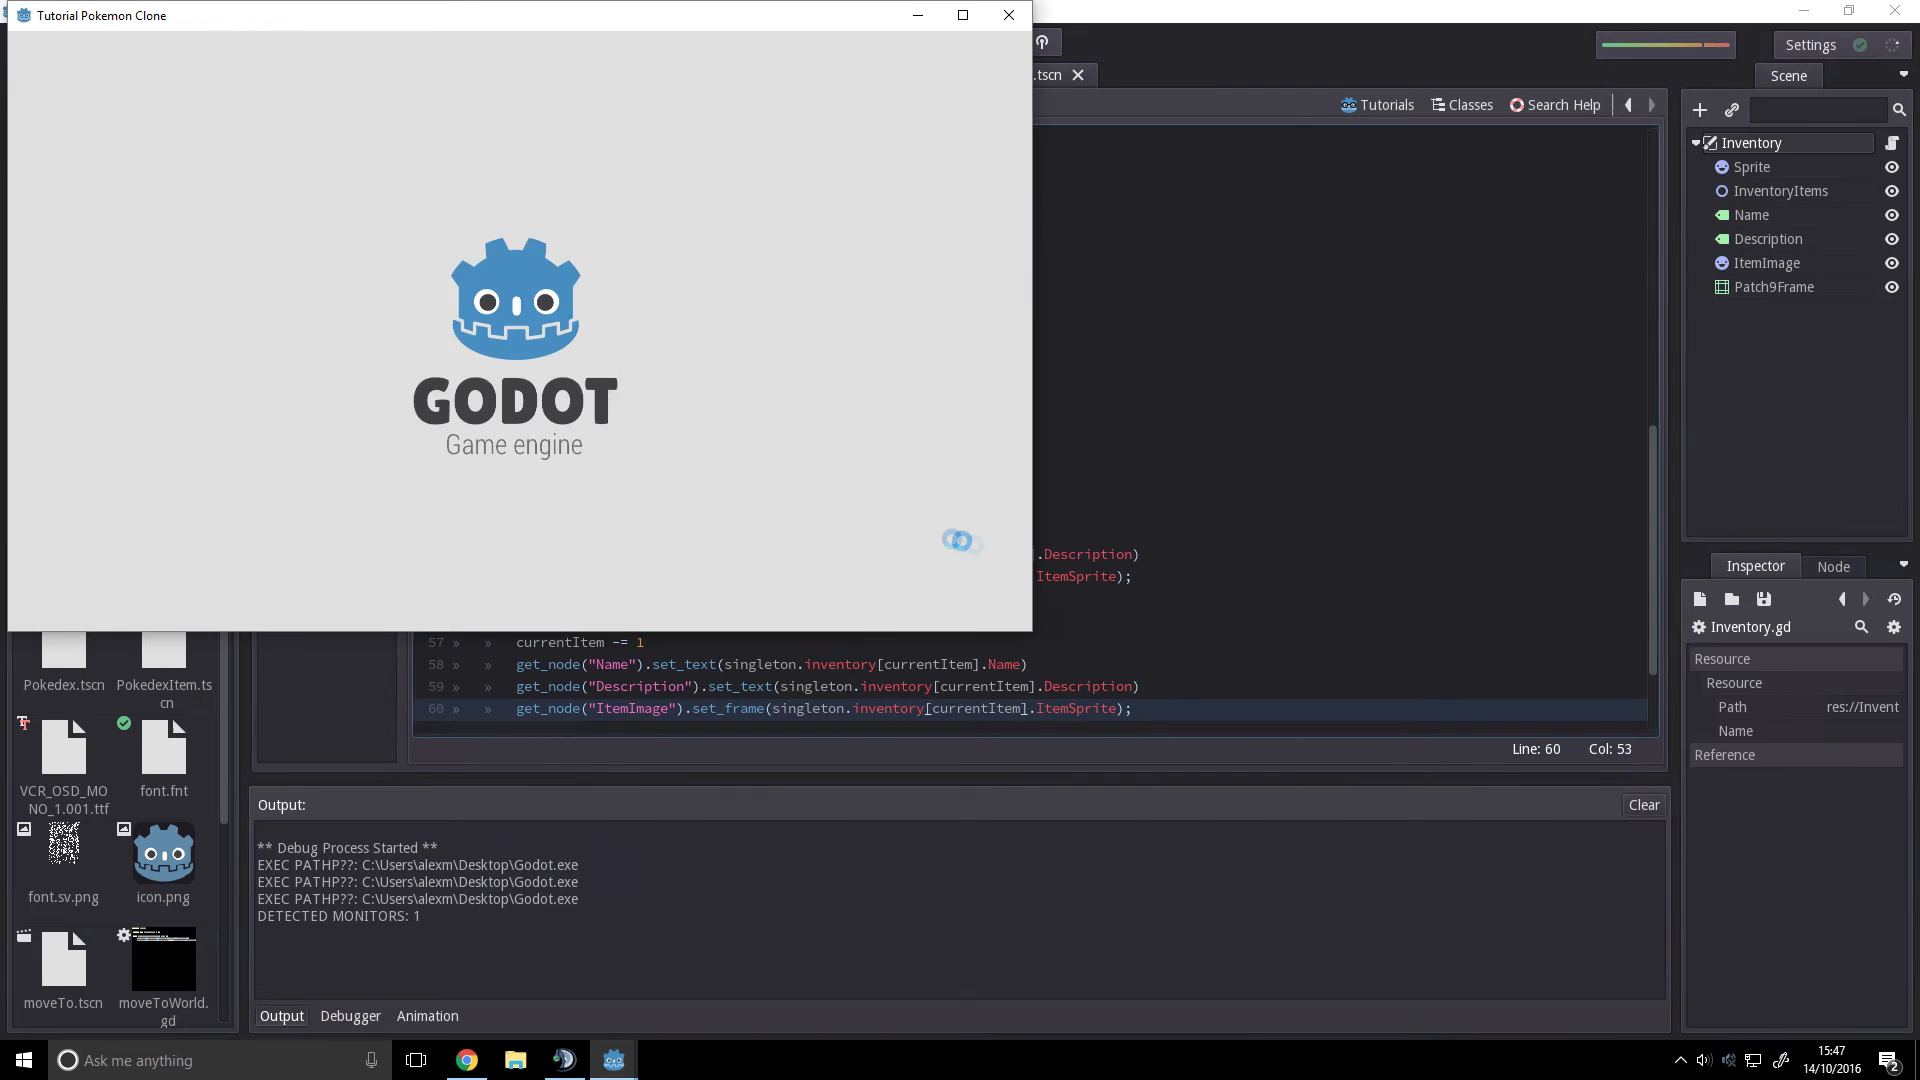 Tutorial Pokemon Clone
GODOT
Game engine
.tscn
Settings
Scene
Tutorials
Classes
Search Help
Inventory
Sprite
InventoryItems
Name
Description
ItemImage
Patch9Frame
].Description)
ItemSprite);
57 » » currentItem -= 1
58 » » get_node("Name").set_text(singleton.inventory[currentItem].Name)
59 » » get_node("Description").set_text(singleton.inventory[currentItem].Description)
60 » » get_node("ItemImage").set_frame(singleton.inventory[currentItem].ItemSprite);
Line: 60 Col: 53
Inspector
Node
Inventory.gd
Resource
Resource
Path res://Invent
Name
Reference
Pokedex.tscn
PokedexItem.ts
cn
VCR_OSD_MO
NO_1.001.ttf
font.fnt
font.sv.png
icon.png
moveTo.tscn
moveToWorld.
gd
Output:
Clear
** Debug Process Started **
EXEC PATHP??: C:\Users\alexm\Desktop\Godot.exe
EXEC PATHP??: C:\Users\alexm\Desktop\Godot.exe
EXEC PATHP??: C:\Users\alexm\Desktop\Godot.exe
DETECTED MONITORS: 1
Output
Debugger
Animation
Ask me anything
15:47
14/10/2016
2